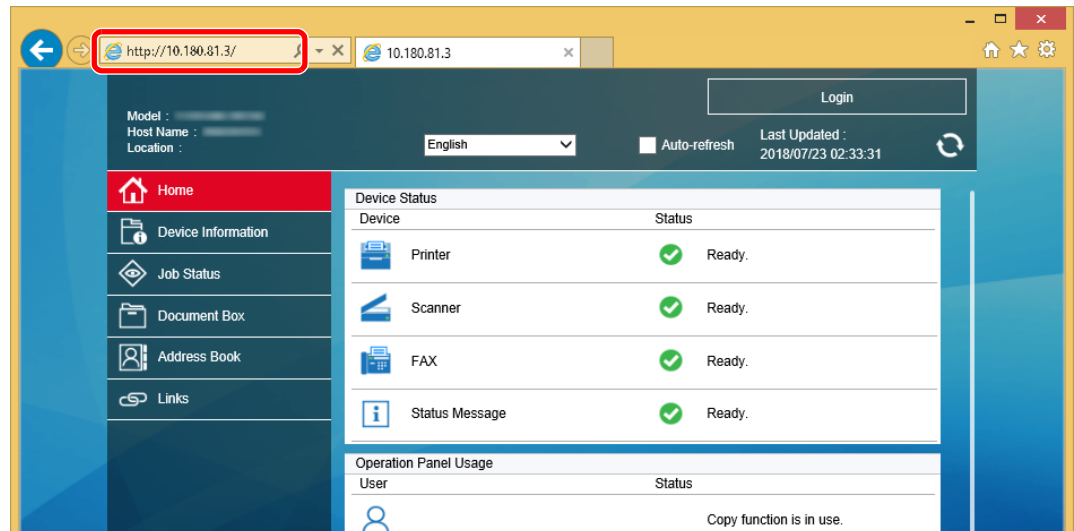 http://10.180.81.3/
10.180.81.3
Login
Model :
Host Name :
Location :
English
Auto-refresh
Last Updated :
2018/07/23 02:33:31
Home
Device Information
Job Status
Document Box
Address Book
Links
Device Status
Device Status
Printer Ready.
Scanner Ready.
FAX Ready.
Status Message Ready.
Operation Panel Usage
User Status
Copy function is in use.